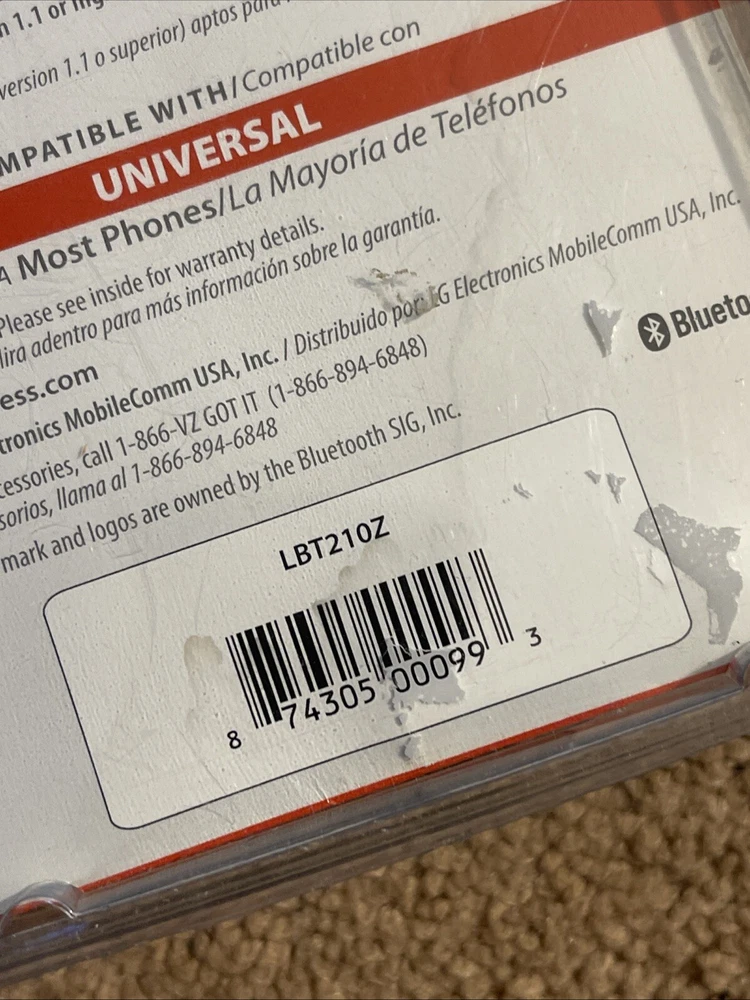 n 1.1 or
version 1.1 o superior) aptos para
MPATIBLE WITH/Compatible con
UNIVERSAL
A Most Phones/La Mayoría de Teléfonos
Please see inside for warranty details.
Mira adentro para más información sobre la garantía.
ess.com
tronics MobileComm USA, Inc. / Distribuido por LG Electronics MobileComm USA, Inc.
Blueto
cessories, call 1-866-VZ GOT IT (1-866-894-6848)
sorios, llama al 1-866-894-6848
mark and logos are owned by the Bluetooth SIG, Inc.
LBT210Z
8 74305 00099 3